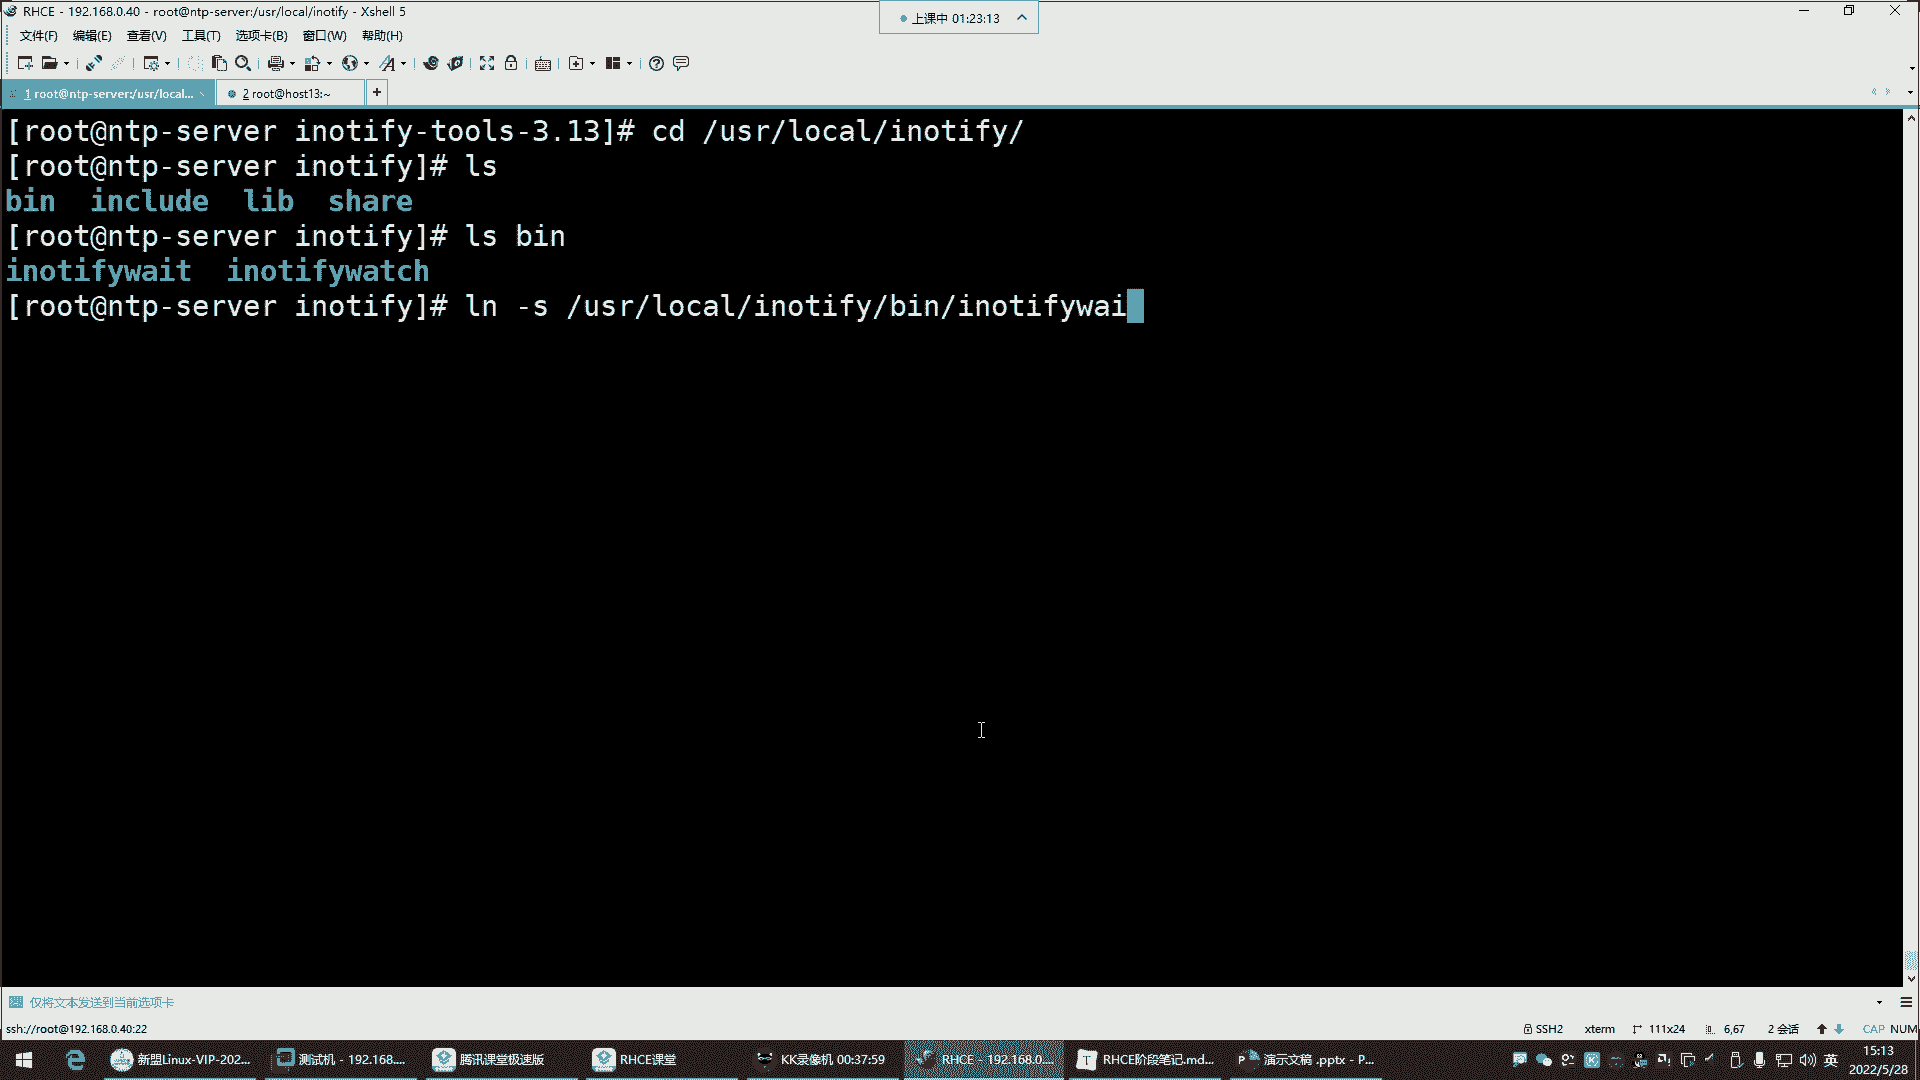 RHCE - 192.168.0.40 - root@ntp-server:/usr/local/inotify - Xshell 5
上课中 01:23:13
文件(F) 编辑(E) 查看(V) 工具(T) 选项卡(B) 窗口(W) 帮助(H)
1 root@ntp-server:/usr/local...
2 root@host13:~
+
[root@ntp-server inotify-tools-3.13]# cd /usr/local/inotify/
[root@ntp-server inotify]# ls
bin include lib share
[root@ntp-server inotify]# ls bin
inotifywait inotifywatch
[root@ntp-server inotify]# ln -s /usr/local/inotify/bin/inotifywai
仅将文本发送到当前选项卡
ssh://root@192.168.0.40:22
SSH2 xterm 111x24 6,67 2 会话 CAP NUM
新盟Linux-VIP-202...
测试机 - 192.168....
腾讯课堂极速版
RHCE课堂
KK录像机 00:37:59
RHCE - 192.168.0....
RHCE阶段笔记.md...
演示文稿 .pptx - P...
英
15:13
2022/5/28